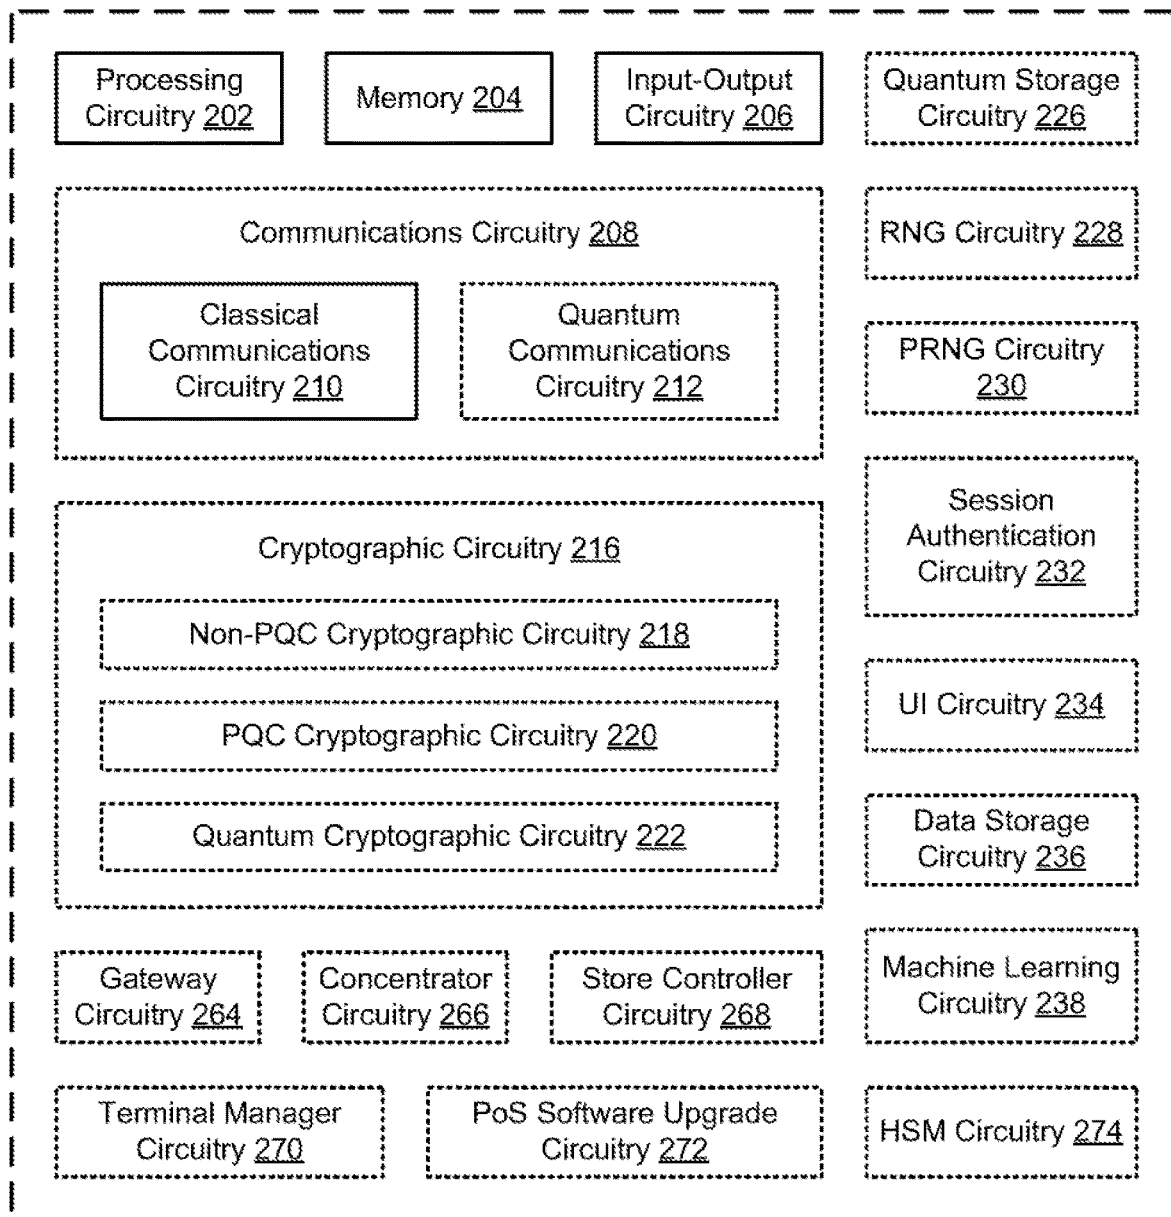 Processing
Circuitry 202
Memory 204
Input-Output
Circuitry 206
Quantum Storage
Circuitry 226
Communications Circuitry 208
Classical
Communications
Circuitry 210
Quantum
Communications
Circuitry 212
RNG Circuitry 228
PRNG Circuitry
230
Cryptographic Circuitry 216
Non-PQC Cryptographic Circuitry 218
PQC Cryptographic Circuitry 220
Quantum Cryptographic Circuitry 222
Session
Authentication
Circuitry 232
UI Circuitry 234
Data Storage
Circuitry 236
Gateway
Circuitry 264
Concentrator
Circuitry 266
Store Controller
Circuitry 268
Machine Learning
Circuitry 238
Terminal Manager
Circuitry 270
PoS Software Upgrade
Circuitry 272
HSM Circuitry 274